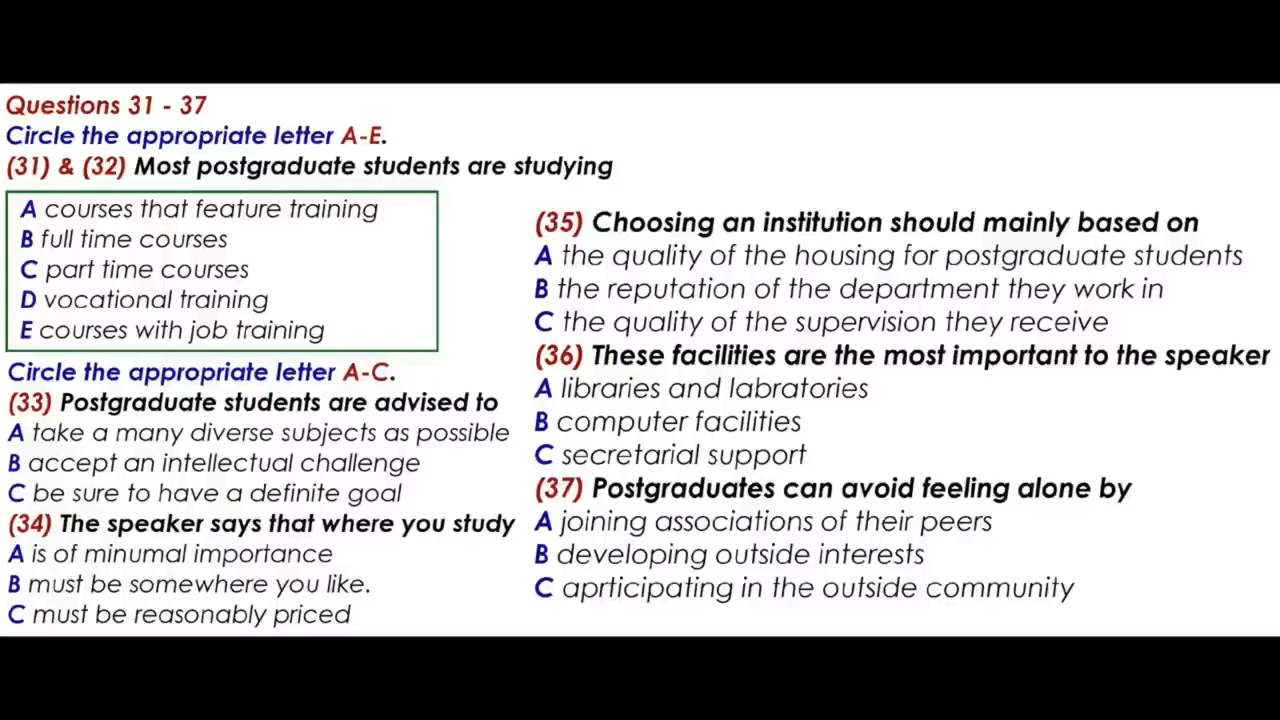 Questions 31 - 37
Circle the appropriate letter A-E.
(31) & (32) Most postgraduate students are studying
A courses that feature training
B full time courses
C part time courses
D vocational training
E courses with job training
Circle the appropriate letter A-C.
(33) Postgraduate students are advised to
A take a many diverse subjects as possible
B accept an intellectual challenge
C be sure to have a definite goal
(34) The speaker says that where you study
A is of minumal importance
B must be somewhere you like.
C must be reasonably priced
(35) Choosing an institution should mainly based on
A the quality of the housing for postgraduate students
B the reputation of the department they work in
C the quality of the supervision they receive
(36) These facilities are the most important to the speaker
A libraries and labratories
B computer facilities
C secretarial support
(37) Postgraduates can avoid feeling alone by
A joining associations of their peers
B developing outside interests
C aprticipating in the outside community